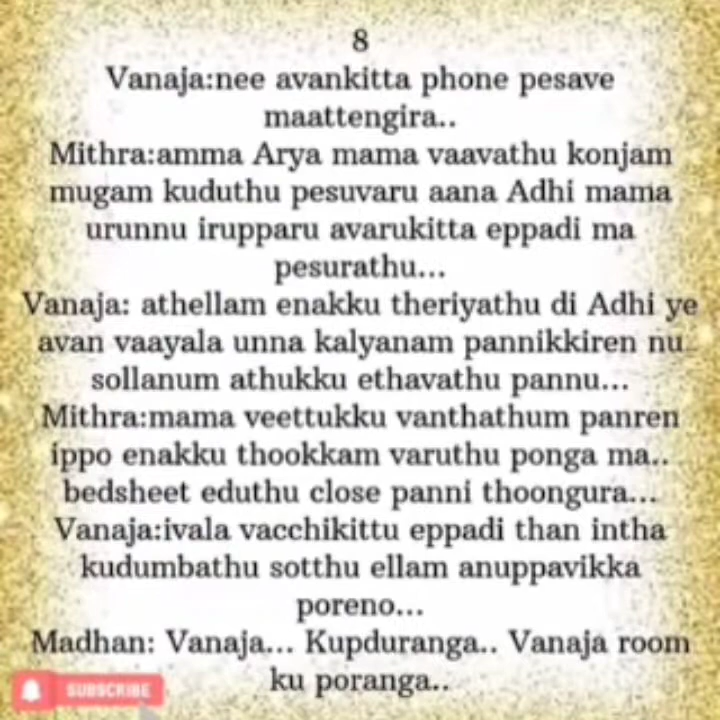 8
Vanaja:nee avankitta phone pesave
maattengira..
Mithra:amma Arya mama vaavathu konjam
mugam kuduthu pesuvaru aana Adhi mama
urunnu irupparu avarukitta eppadi ma
pesurathu...
Vanaja: athellam enakku theriyathu di Adhi ye
avan vaayala unna kalyanam pannikkiren nu
sollanum athukku ethavathu pannu...
Mithra:mama veettukku vanthathum panren
ippo enakku thookkam varuthu ponga ma..
bedsheet eduthu close panni thoongura...
Vanaja:ivala vacchikittu eppadi than intha
kudumbathu sotthu ellam anuppavikka
poreno...
Madhan: Vanaja... Kupduranga.. Vanaja room
ku poranga..
SUBSCRIBE